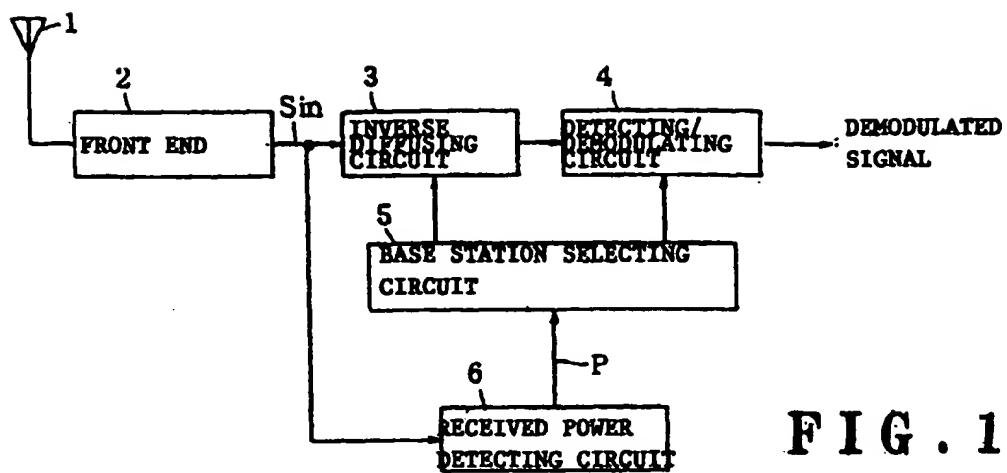 1
2
FRONT END
Sin
3
INVERSE
DIFFUSING
CIRCUIT
4
DETECTING/
DEMODULATING
CIRCUIT
DEMODULATED
SIGNAL
5
BASE STATION SELECTING
CIRCUIT
P
6
RECEIVED POWER
DETECTING CIRCUIT
FIG. 1